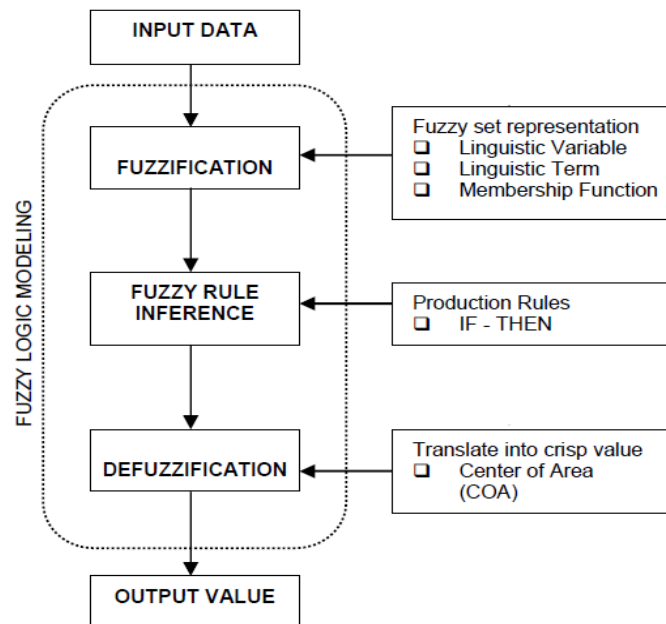 INPUT DATA
FUZZY LOGIC MODELING
FUZZIFICATION
Fuzzy set representation
❑ Linguistic Variable
❑ Linguistic Term
❑ Membership Function
FUZZY RULE
INFERENCE
Production Rules
❑ IF - THEN
DEFUZZIFICATION
Translate into crisp value
❑ Center of Area
(COA)
OUTPUT VALUE